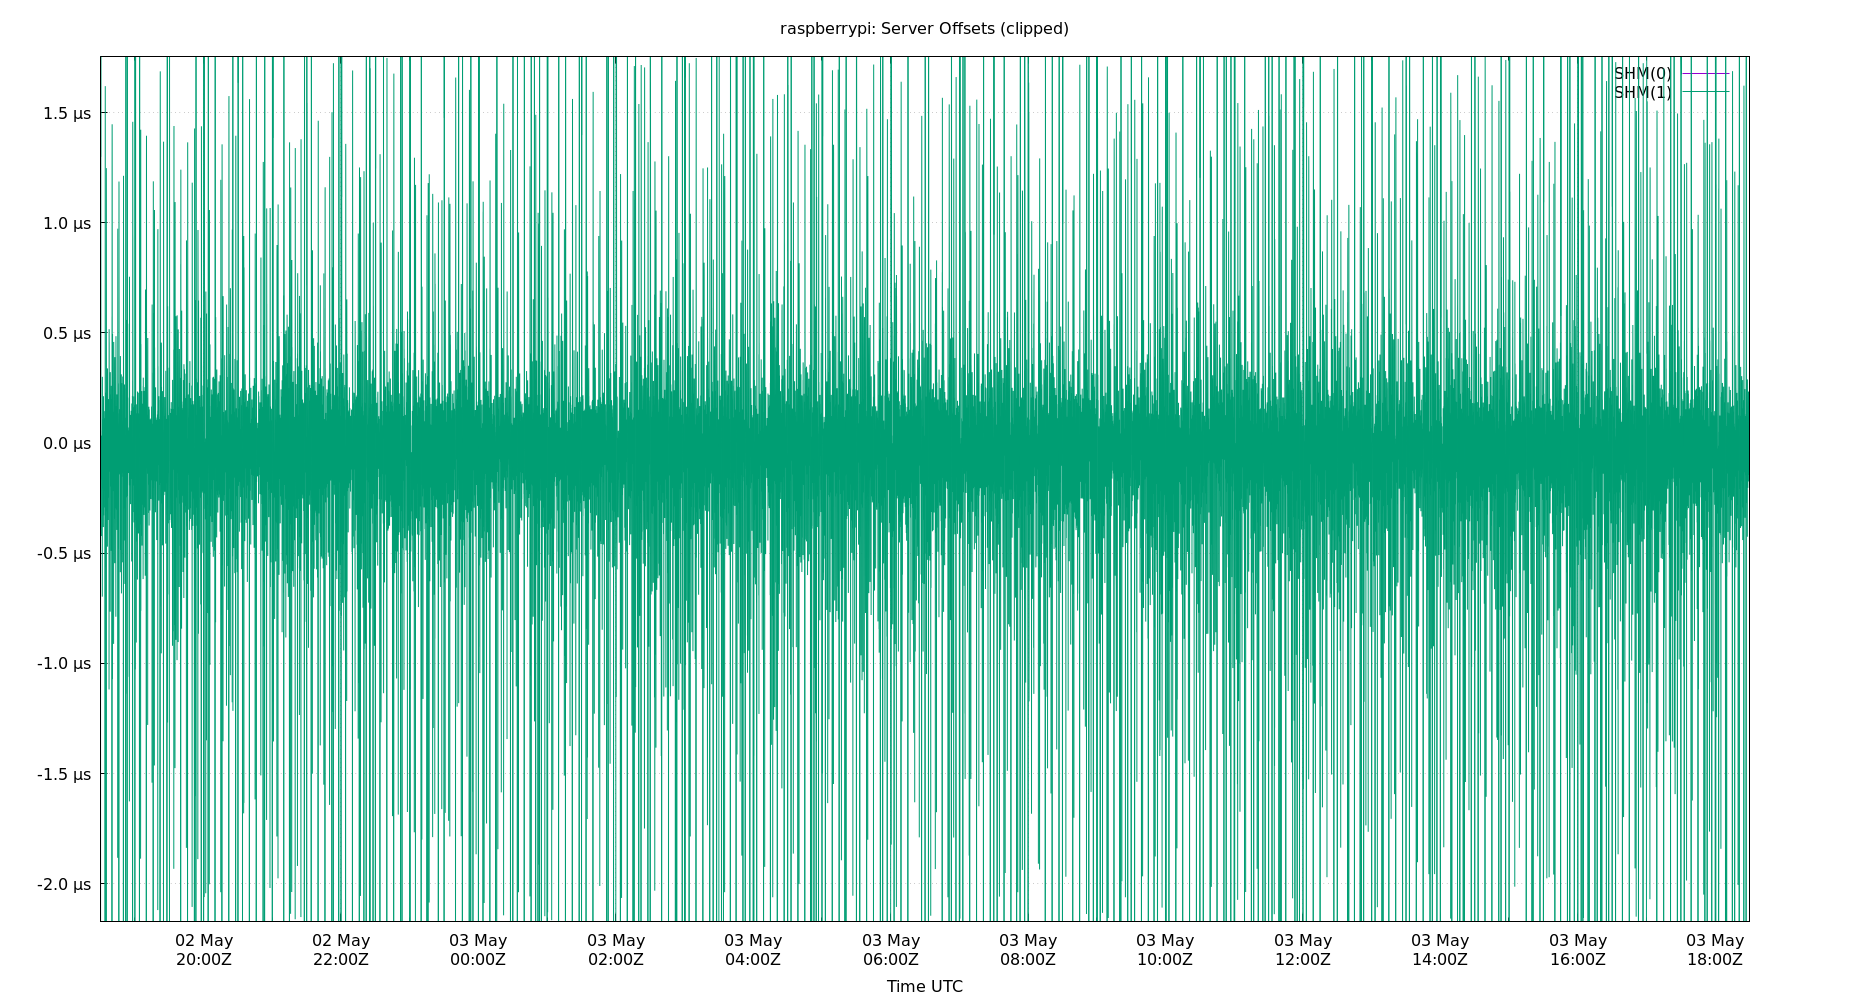 raspberrypi: Server Offsets (clipped)
SHM(0)
SHM(1)
1.5 µs
1.0 µs
0.5 µs
0.0 µs
-0.5 µs
-1.0 µs
-1.5 µs
-2.0 µs
02 May 02 May 03 May 03 May 03 May 03 May 03 May 03 May 03 May 03 May 03 May 03 May
20:00Z 22:00Z 00:00Z 02:00Z 04:00Z 06:00Z 08:00Z 10:00Z 12:00Z 14:00Z 16:00Z 18:00Z
Time UTC